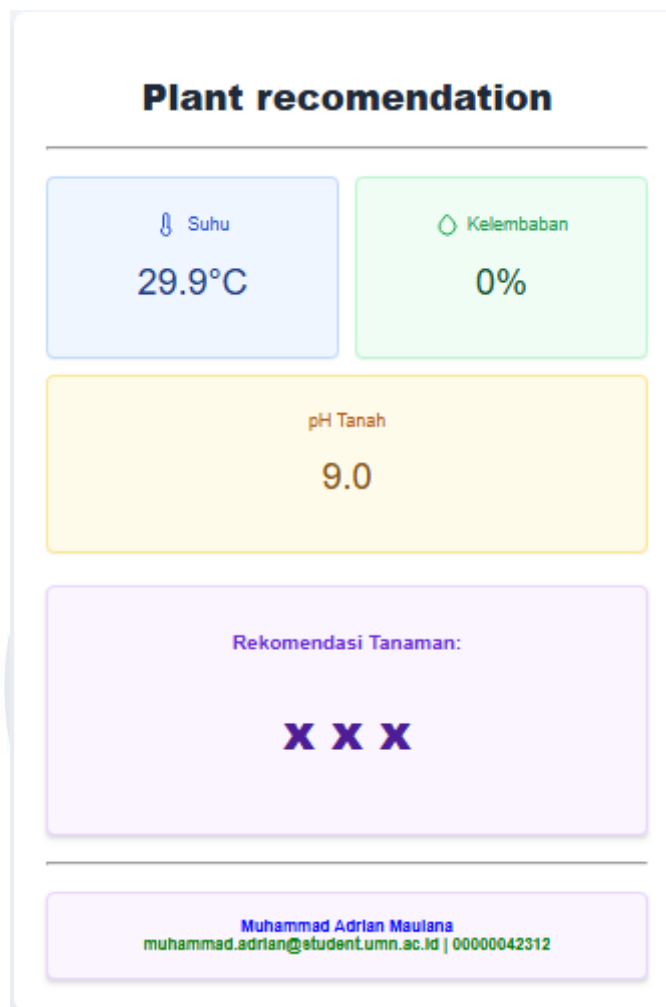 Plant recomendation
Suhu
29.9°C
Kelembaban
0%
pH Tanah
9.0
Rekomendasi Tanaman:
x x x
Muhammad Adrian Maulana
muhammad.adrian@student.umn.ac.id | 00000042312